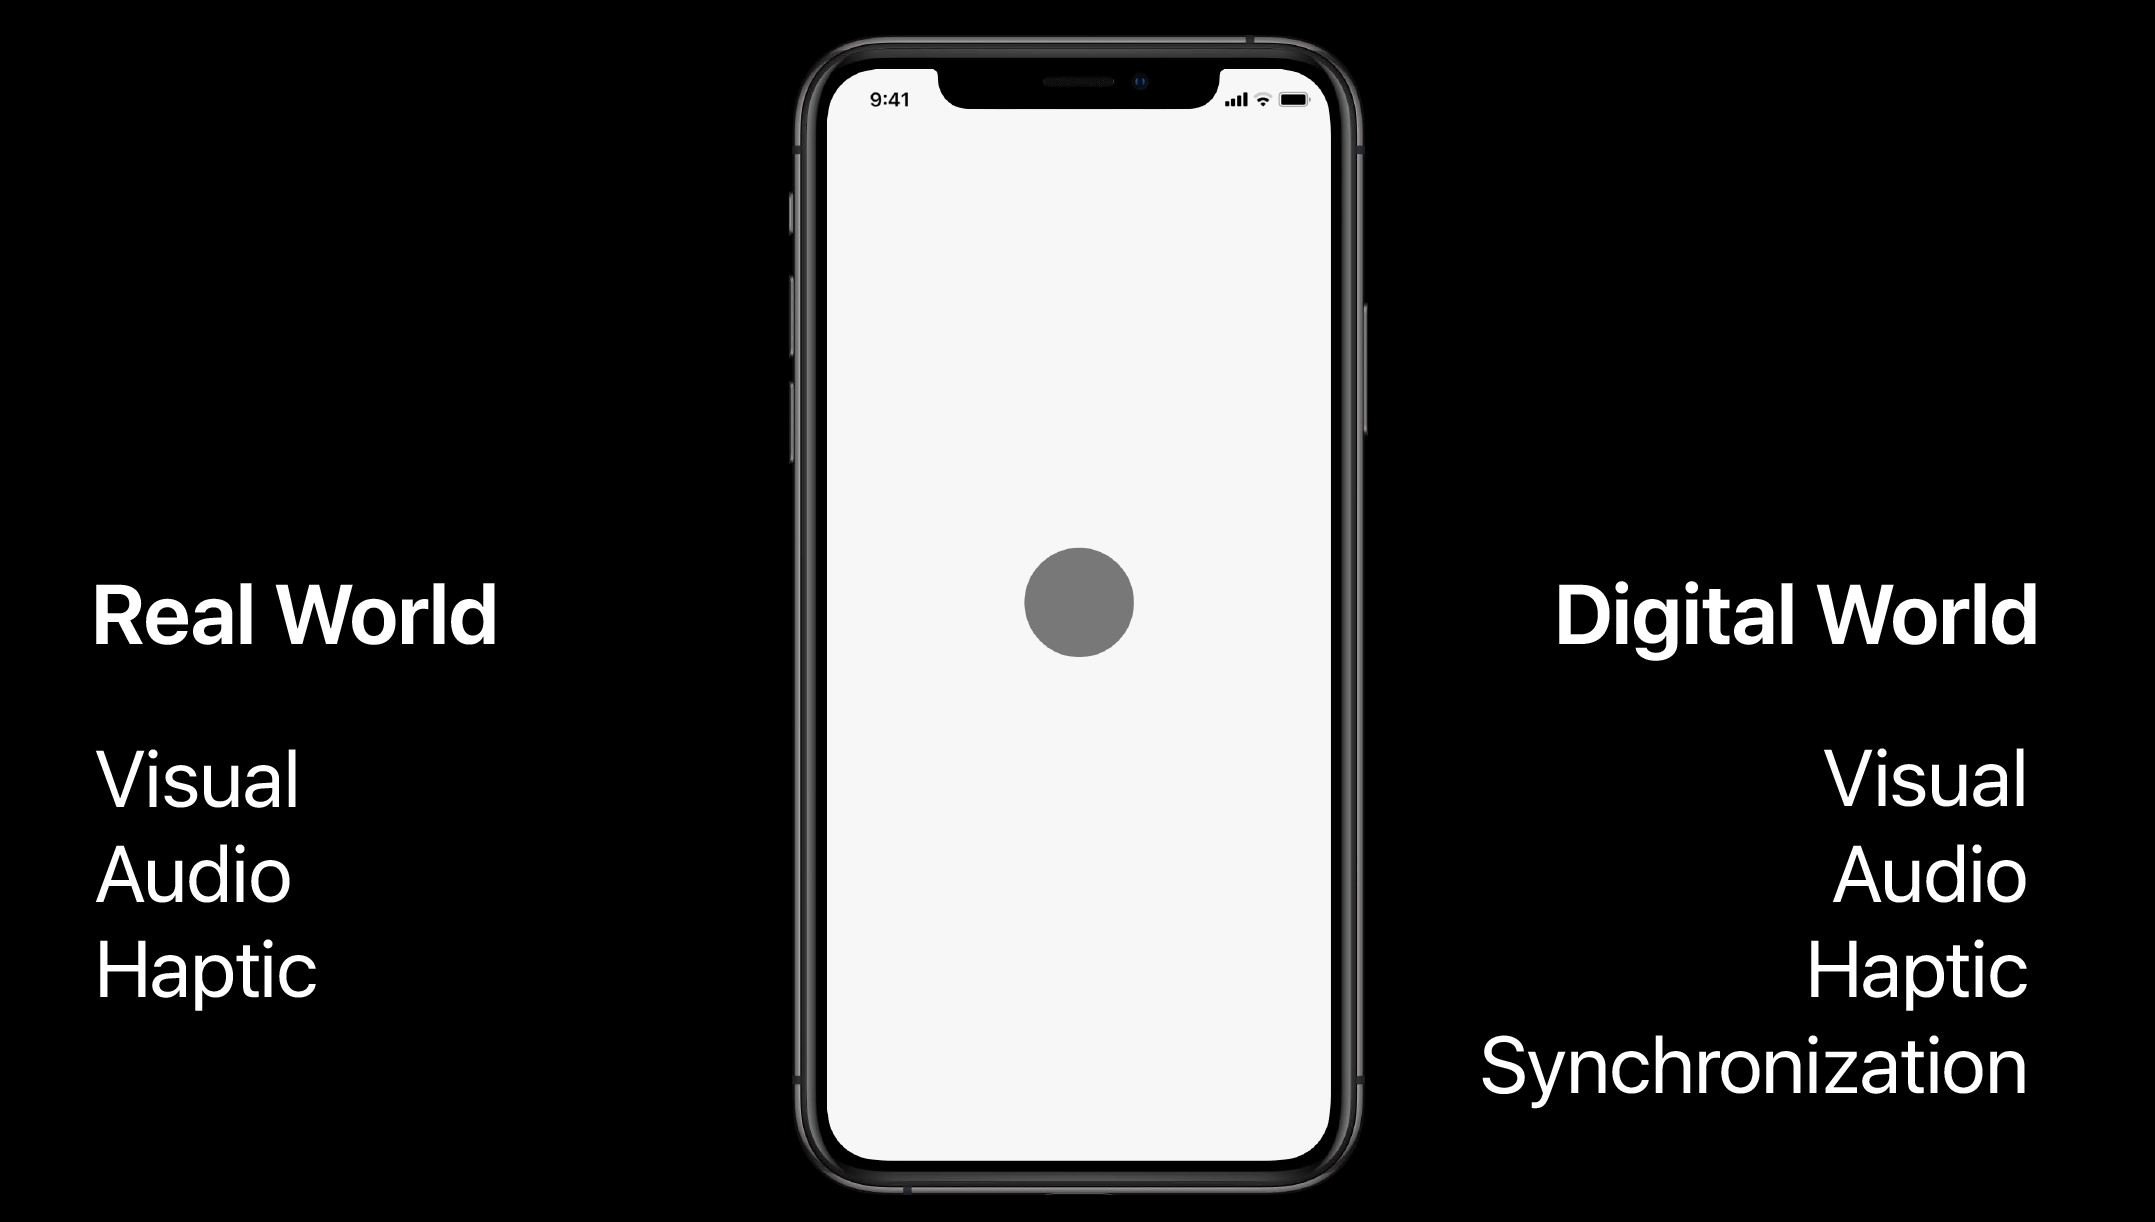 9:41
Real World
Visual
Audio
Haptic
Digital World
Visual
Audio
Haptic
Synchronization